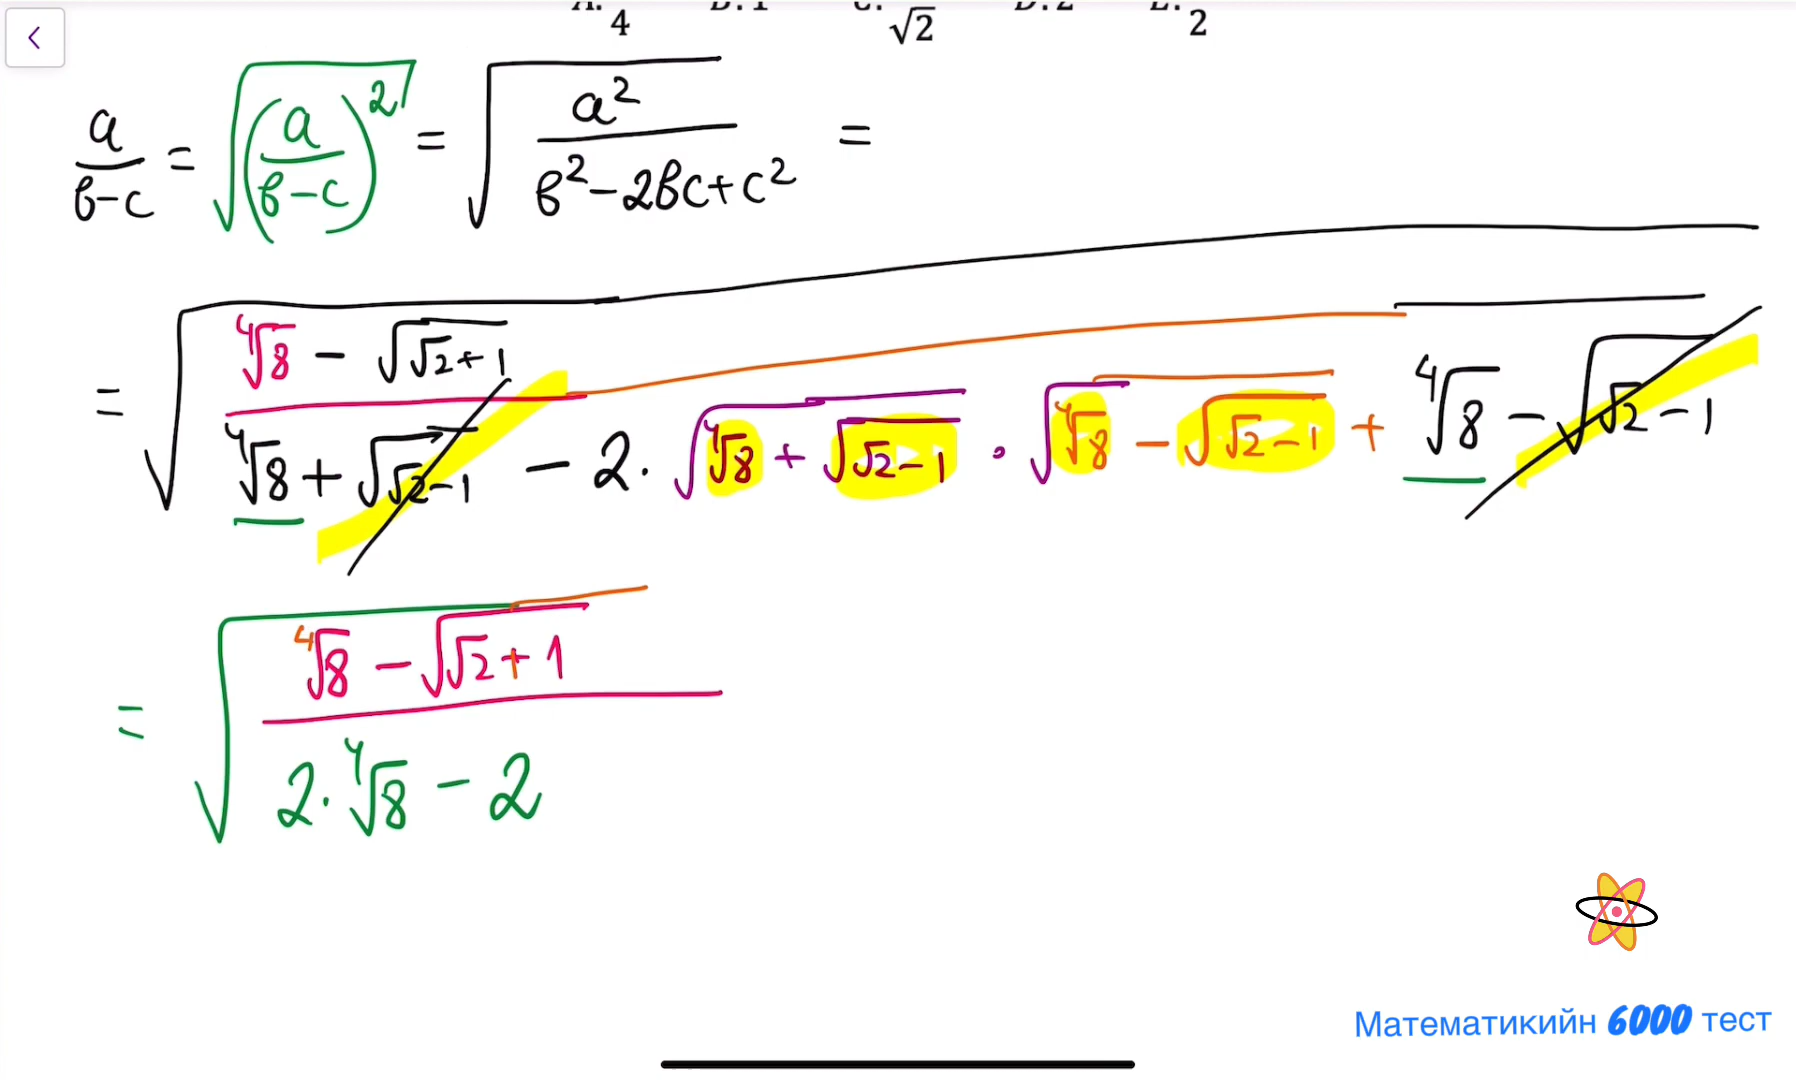 4 √2 2
a/(b-c) = √((a/(b-c))²) = √(a²/(b²-2bc+c²)) =
= √((⁴√8 - √(√2+1))/(⁴√8 + √(√2-1) - 2·√(⁴√8 + √(√2-1)) · √(⁴√8 - √(√2-1)) + ⁴√8 - √(√2-1)))
= √((⁴√8 - √(√2+1))/(2·⁴√8 - 2))
Математикийн 6000 тест